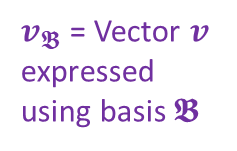 𝒗𝕭 = Vector 𝒗
expressed
using basis 𝕭